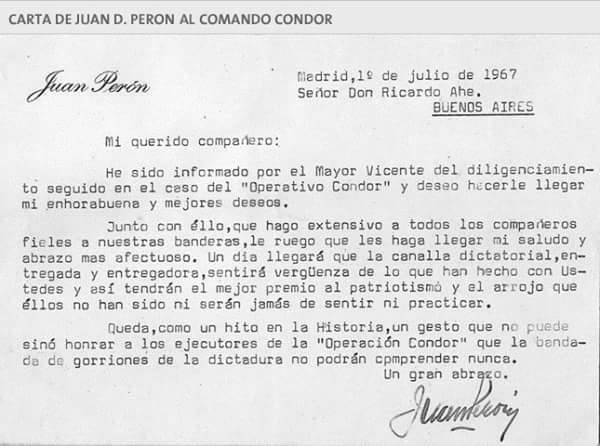 CARTA DE JUAN D. PERON AL COMANDO CONDOR
Juan Perón
Madrid,1º de julio de 1967
Señor Don Ricardo Ahe.
BUENOS AIRES
Mi querido compañero:
He sido informado por el Mayor Vicente del diligenciamien-
to seguido en el caso del "Operativo Condor" y deseo hacerle llegar
mi enhorabuena y mejores deseos.
Junto con éllo,que hago extensivo a todos los compañeros
fieles a nuestras banderas,le ruego que les haga llegar mi saludo y
abrazo mas afectuoso. Un dia llegará que la canalla dictatorial,en-
tregada y entregadora,sentirá vergÜenza de lo que han hecho con Us-
tedes y así tendrán el mejor premio al patriotismo y el arrojo que
éllos no han sido ni serán jamás de sentir ni practicar.
Queda,como un hito en la Historia,un gesto que no puede
sinó honrar a los ejecutores de la "Operación Condor" que la banda-
da de gorriones de la dictadura no podrán cpmprender nunca.
Un gran abrazo.
Juan Perón